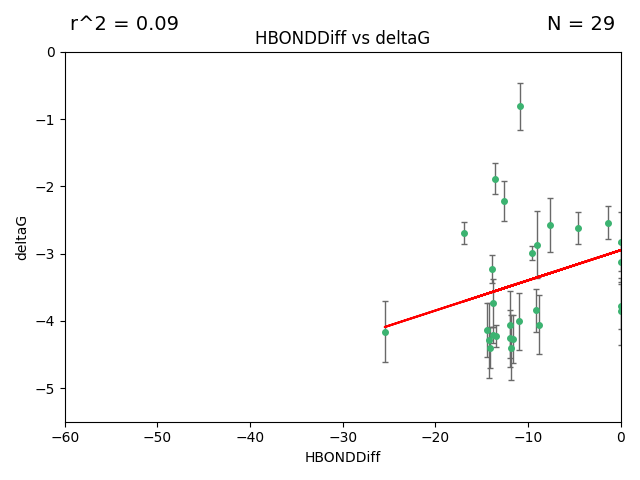 r^2 = 0.09
N = 29
HBONDDiff vs deltaG
deltaG
0
−1
−2
−3
−4
−5
−60
−50
−40
−30
−20
−10
0
HBONDDiff